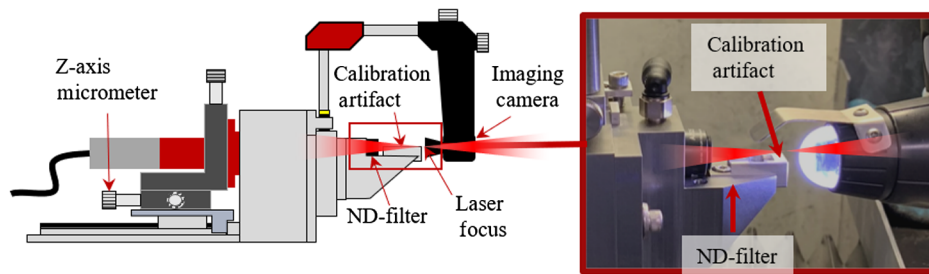 Z-axis
micrometer
Calibration
artifact
Imaging
camera
ND-filter
Laser
focus
Calibration
artifact
ND-filter